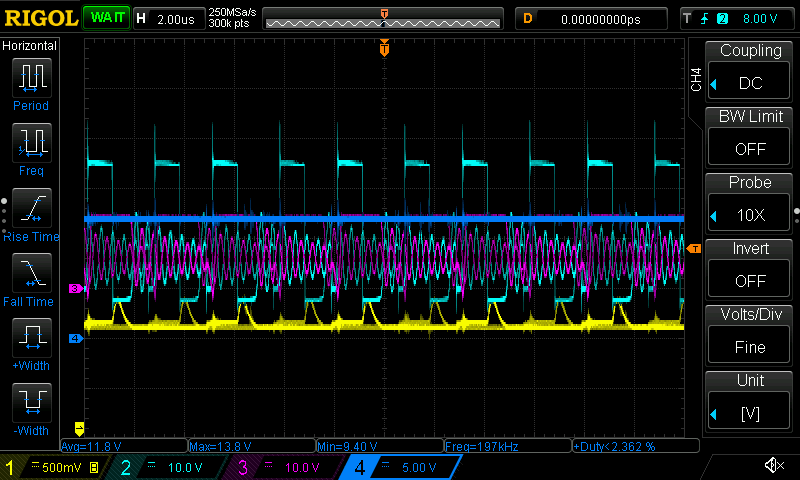 RIGOL WAIT H 2.00us 250MSa/s 300k pts T D 0.00000000ps T 2 8.00 V
Horizontal
Period
Freq
Rise Time
Fall Time
+Width
-Width
T
T
3
4
CH4
Coupling
DC
BW Limit
OFF
Probe
10X
Invert
OFF
Volts/Div
Fine
Unit
[V]
Avg=11.8 V Max=13.8 V Min=9.40 V Freq=197kHz +Duty<2.362 %
1 500mV B 2 10.0 V 3 10.0 V 4 5.00 V